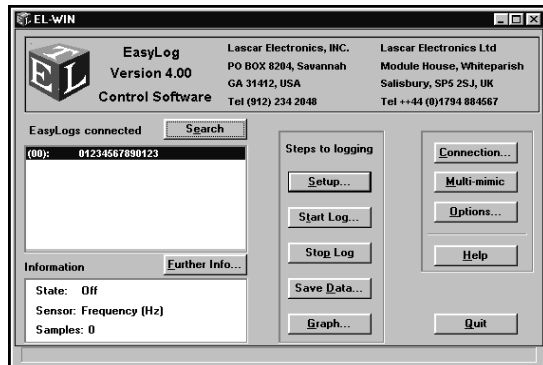 EL-WIN
E T L
EasyLog
Version 4.00
Control Software
Lascar Electronics, INC.
PO BOX 8204, Savannah
GA 31412, USA
Tel (912) 234 2048
Lascar Electronics Ltd
Module House, Whiteparish
Salisbury, SP5 2SJ, UK
Tel ++44 (0)1794 884567
EasyLogs connected
Search
(00): 01234567890123
Information
Further Info...
State: Off
Sensor: Frequency (Hz)
Samples: 0
Steps to logging
Setup...
Start Log...
Stop Log
Save Data...
Graph...
Connection...
Multi-mimic
Options...
Help
Quit